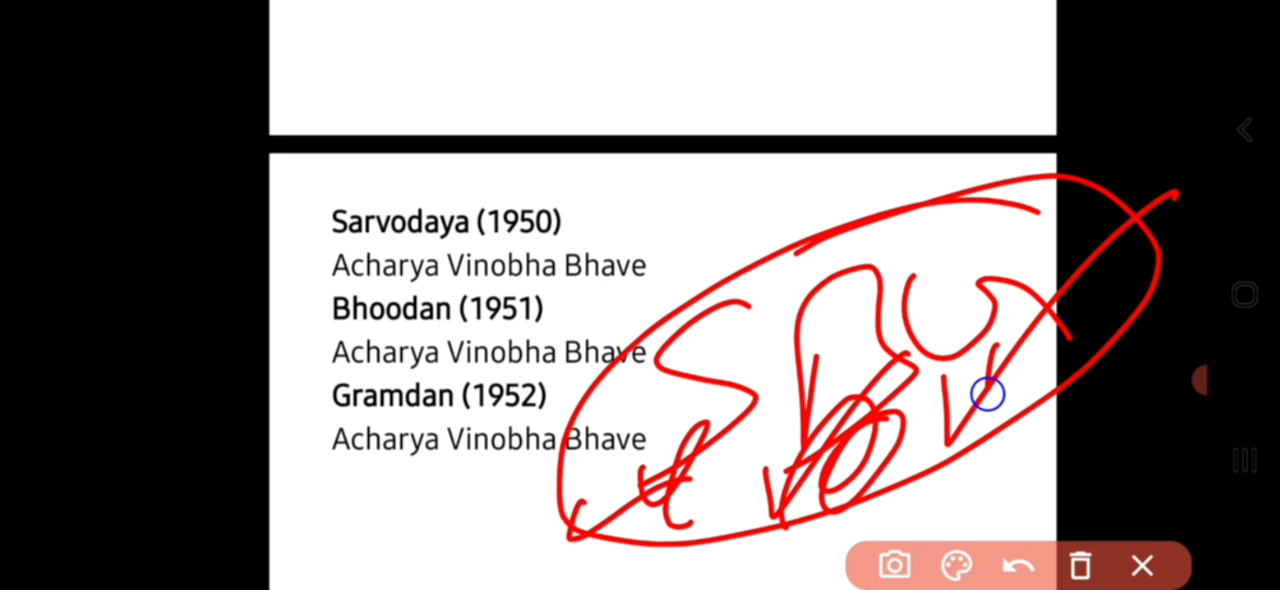 Sarvodaya (1950)
Acharya Vinobha Bhave
Bhoodan (1951)
Acharya Vinobha Bhave
Gramdan (1952)
Acharya Vinobha Bhave